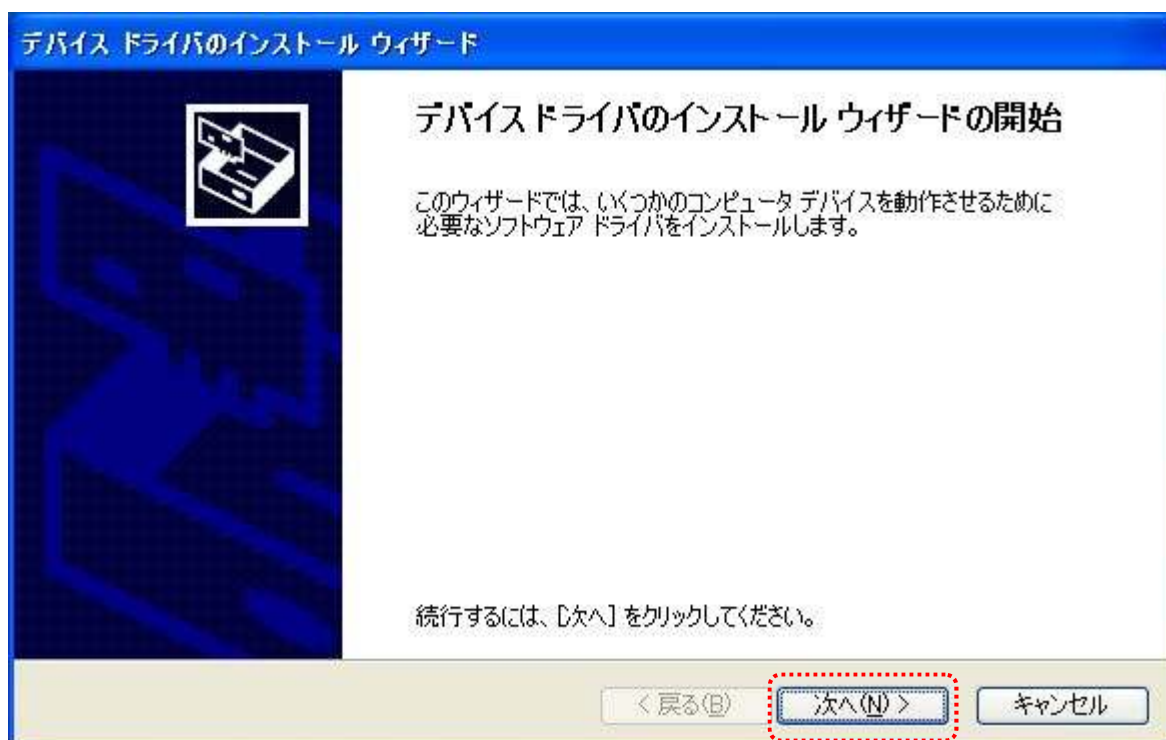 デバイス ドライバのインストール ウィザード
デバイス ドライバのインストール ウィザードの開始
このウィザードでは、いくつかのコンピュータ デバイスを動作させるために
必要なソフトウェア ドライバをインストールします。
続行するには、[次へ] をクリックしてください。
< 戻る(B) 次へ(N) > キャンセル